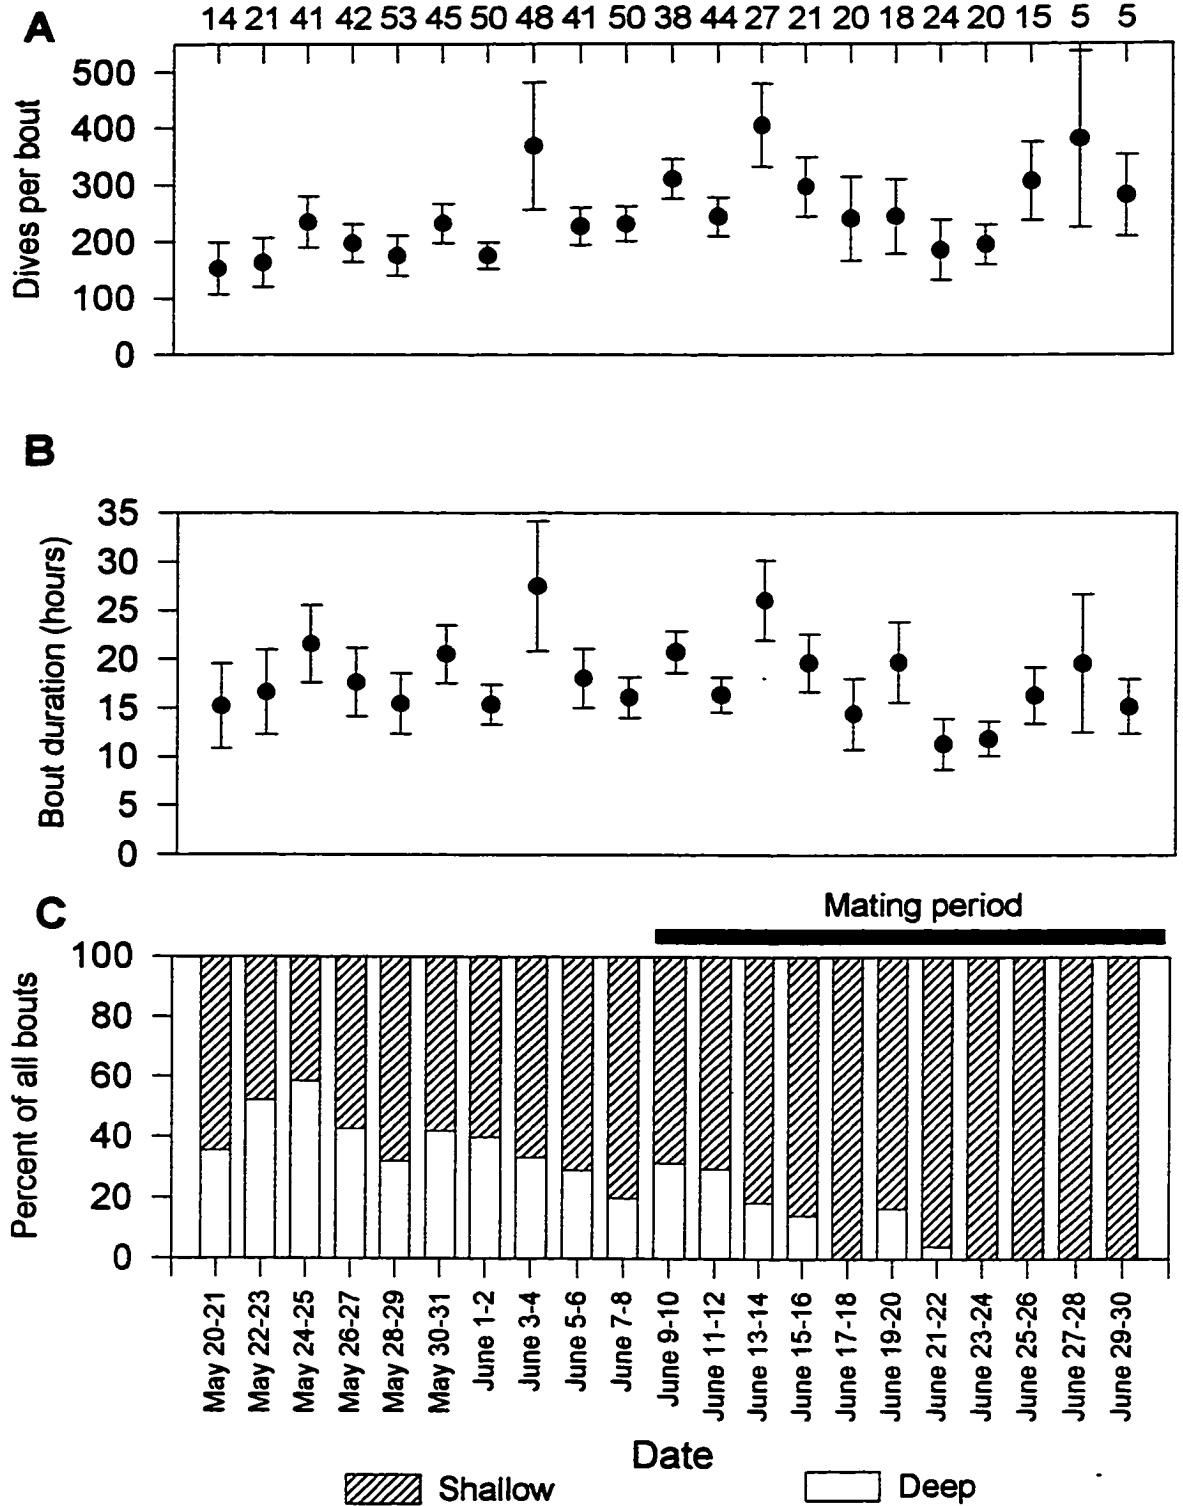 A
14 21 41 42 53 45 50 48 41 50 38 44 27 21 20 18 24 20 15 5 5
Dives per bout
500
400
300
200
100
0
B
Bout duration (hours)
35
30
25
20
15
10
5
0
C
Mating period
Percent of all bouts
100
80
60
40
20
0
May 20-21
May 22-23
May 24-25
May 26-27
May 28-29
May 30-31
June 1-2
June 3-4
June 5-6
June 7-8
June 9-10
June 11-12
June 13-14
June 15-16
June 17-18
June 19-20
June 21-22
June 23-24
June 25-26
June 27-28
June 29-30
Date
Shallow
Deep